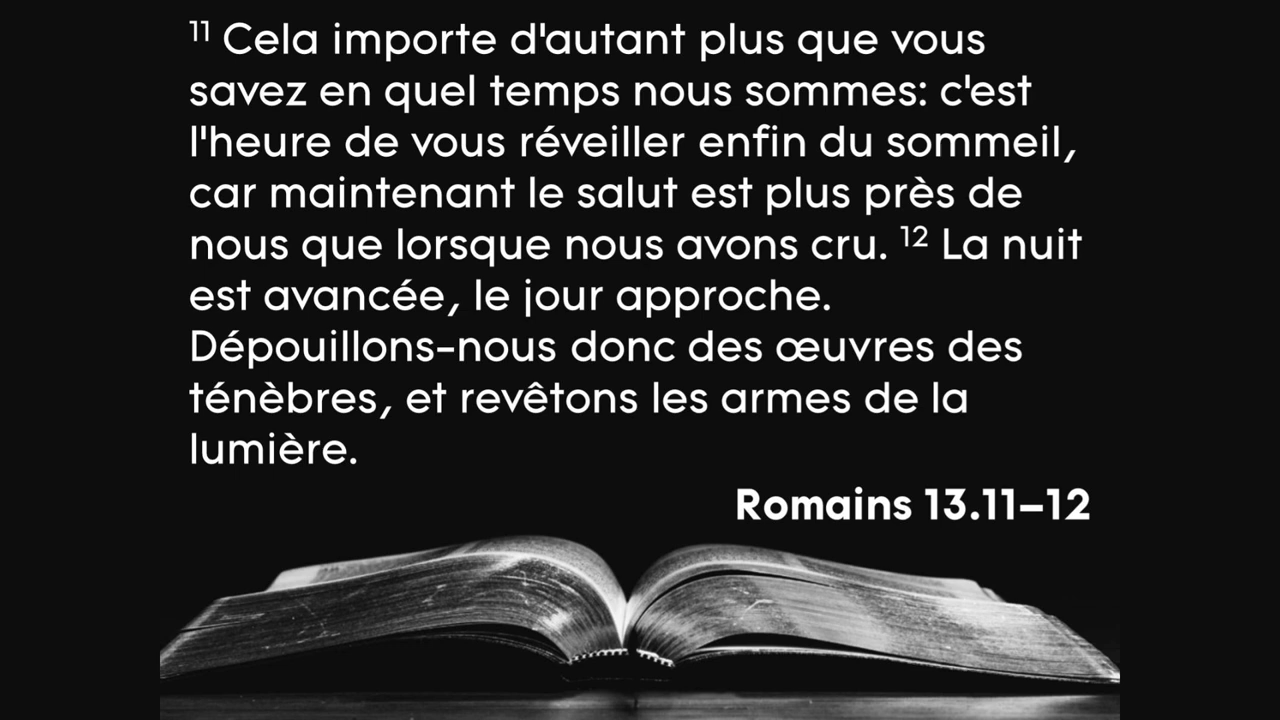 ¹¹ Cela importe d'autant plus que vous
savez en quel temps nous sommes: c'est
l'heure de vous réveiller enfin du sommeil,
car maintenant le salut est plus près de
nous que lorsque nous avons cru. ¹² La nuit
est avancée, le jour approche.
Dépouillons-nous donc des œuvres des
ténèbres, et revêtons les armes de la
lumière.
Romains 13.11–12